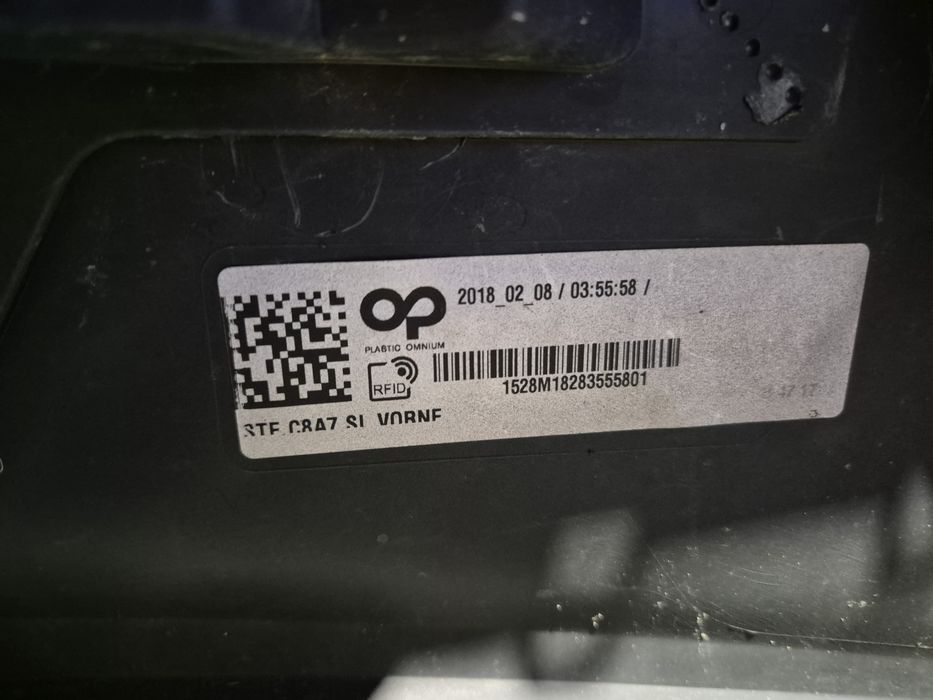 2018_02_08 / 03:55:58 /
PLASTIC OMNIUM
RFID
1528M18283555801
STF C8A7 SL VORNE